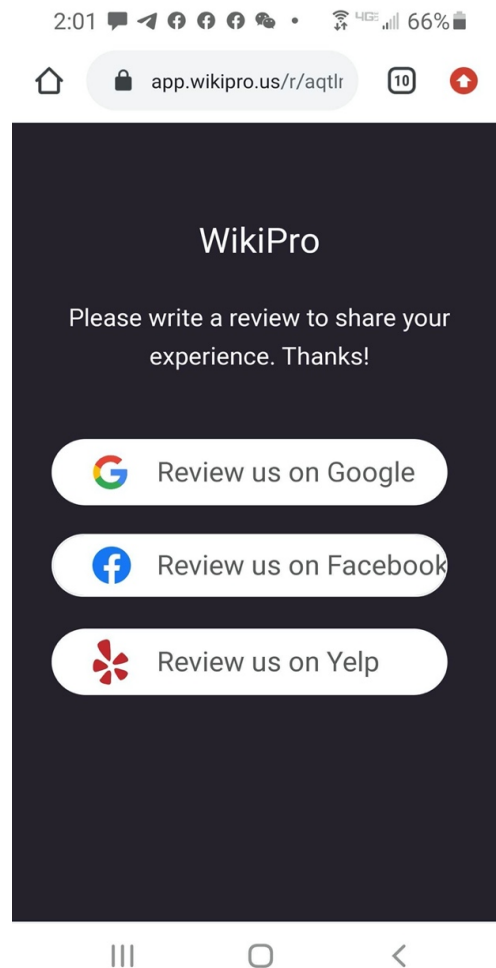 2:01 4GE 66%
app.wikipro.us/r/aqtlr 10
WikiPro
Please write a review to share your
experience. Thanks!
Review us on Google
Review us on Facebook
Review us on Yelp